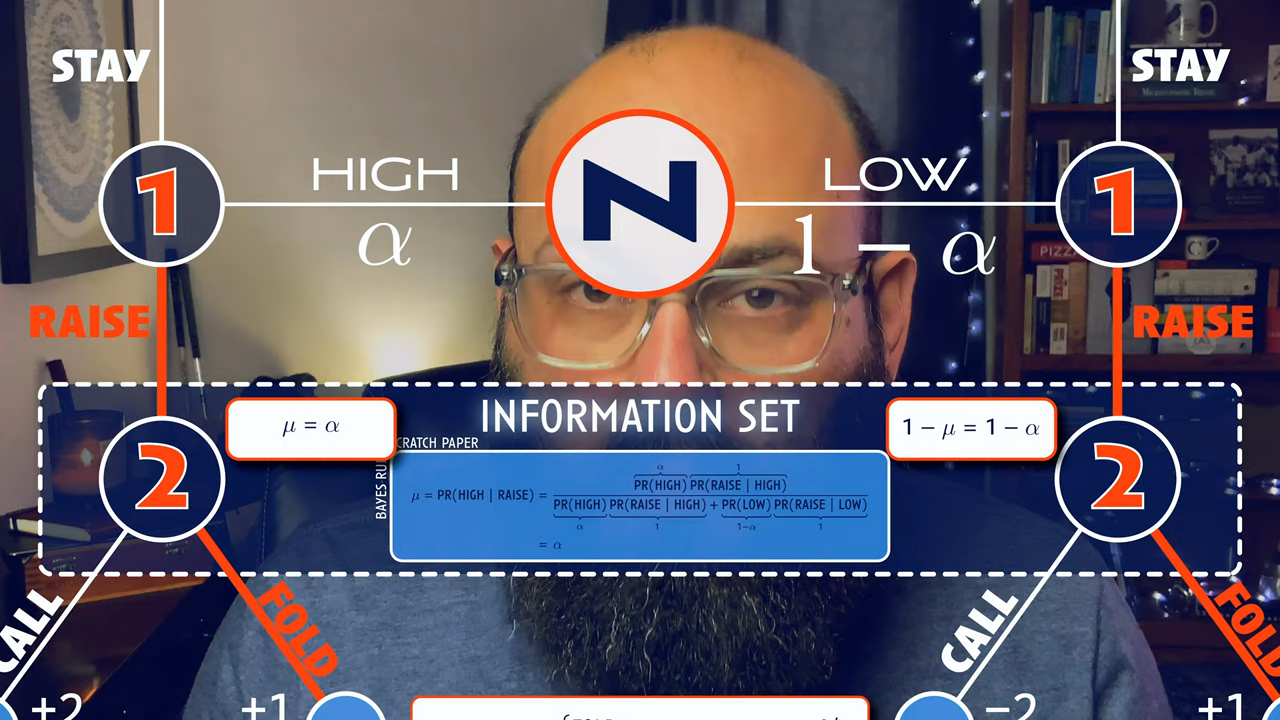 STAY
STAY
N
HIGH
LOW
1
1
α
1 − α
PIZZ
PRIZE
RAISE
RAISE
INFORMATION SET
μ = α
1 − μ = 1 − α
SCRATCH PAPER
BAYES RU
μ = PR(HIGH | RAISE) = PR(HIGH) PR(RAISE | HIGH) / PR(HIGH) PR(RAISE | HIGH) + PR(LOW) PR(RAISE | LOW)
α 1
α 1 1−α 1
= α
2
2
CALL
FOLD
CALL
FOLD
+2
+1
−2
+1